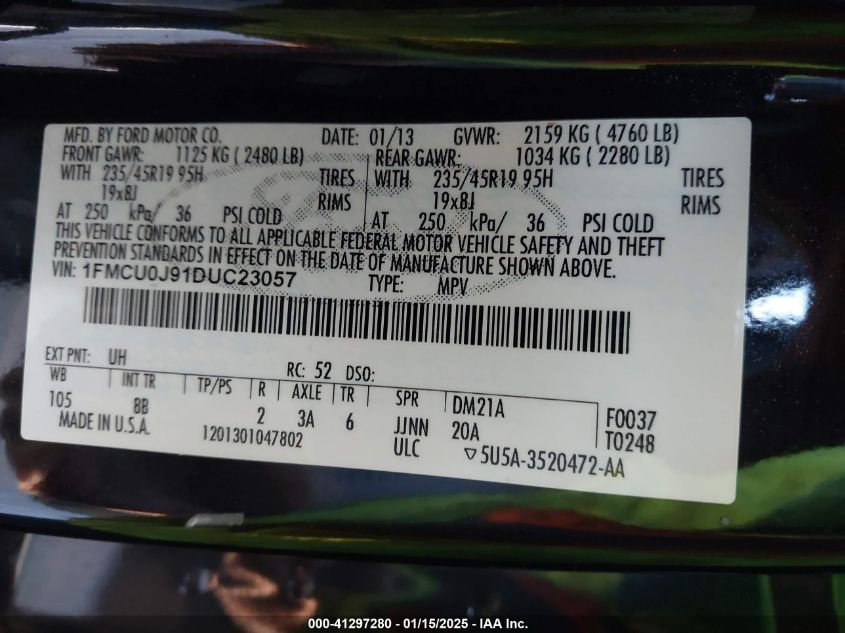 MFD. BY FORD MOTOR CO. DATE: 01/13 GVWR: 2159 KG ( 4760 LB)
FRONT GAWR: 1125 KG ( 2480 LB) REAR GAWR: 1034 KG ( 2280 LB)
WITH 235/45R19 95H TIRES WITH 235/45R19 95H TIRES
19x8J RIMS 19x8J RIMS
AT 250 kPa/ 36 PSI COLD AT 250 kPa/ 36 PSI COLD
THIS VEHICLE CONFORMS TO ALL APPLICABLE FEDERAL MOTOR VEHICLE SAFETY AND THEFT
PREVENTION STANDARDS IN EFFECT ON THE DATE OF MANUFACTURE SHOWN ABOVE.
VIN: 1FMCU0J91DUC23057 TYPE: MPV
EXT PNT: UH RC: 52 DSO:
WB INT TR TP/PS R AXLE TR SPR DM21A F0037
105 8B 2 3A 6 JJNN 20A T0248
MADE IN U.S.A. 1201301047802 ULC ▽5U5A-3520472-AA
000-41297280 - 01/15/2025 - IAA Inc.